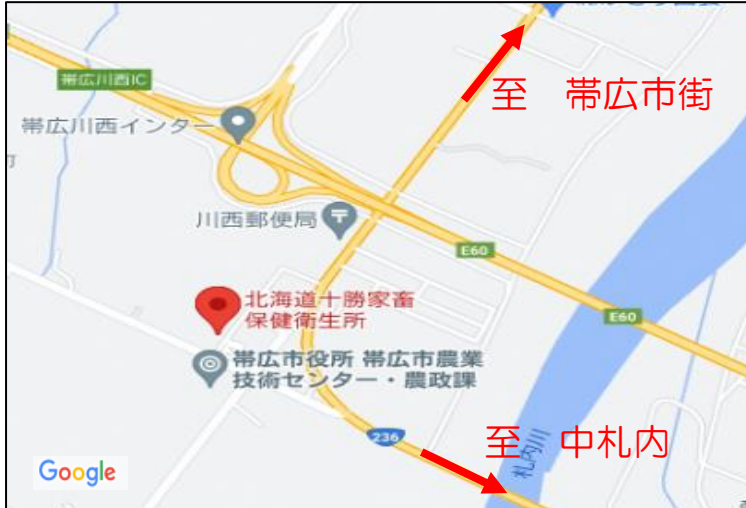 帯広川西IC
至　帯広市街
帯広川西インター
川西郵便局
E60
E60
北海道十勝家畜
保健衛生所
帯広市役所 帯広市農業
技術センター・農政課
236
至　中札内
札内川
Google